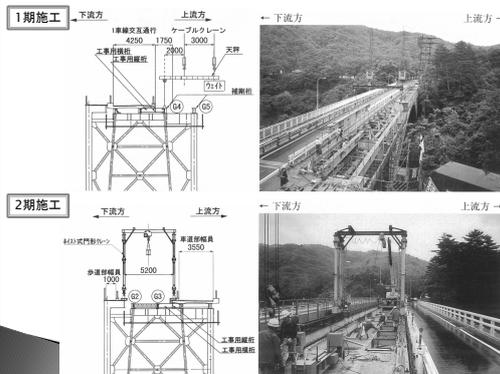 1期施工
下流方
上流方
1車線交互通行
ケーブルクレーン
4250
1750
3000
2000
工事用横桁
工事用縦桁
天秤
ウェイト
補剛桁
G4
G5
← 下流方
上流方 →
2期施工
下流方
上流方
ホイスト式門形クレーン
車道部幅員
3550
5200
歩道部幅員
1000
G2
G3
工事用縦桁
工事用横桁
← 下流方
上流方 →